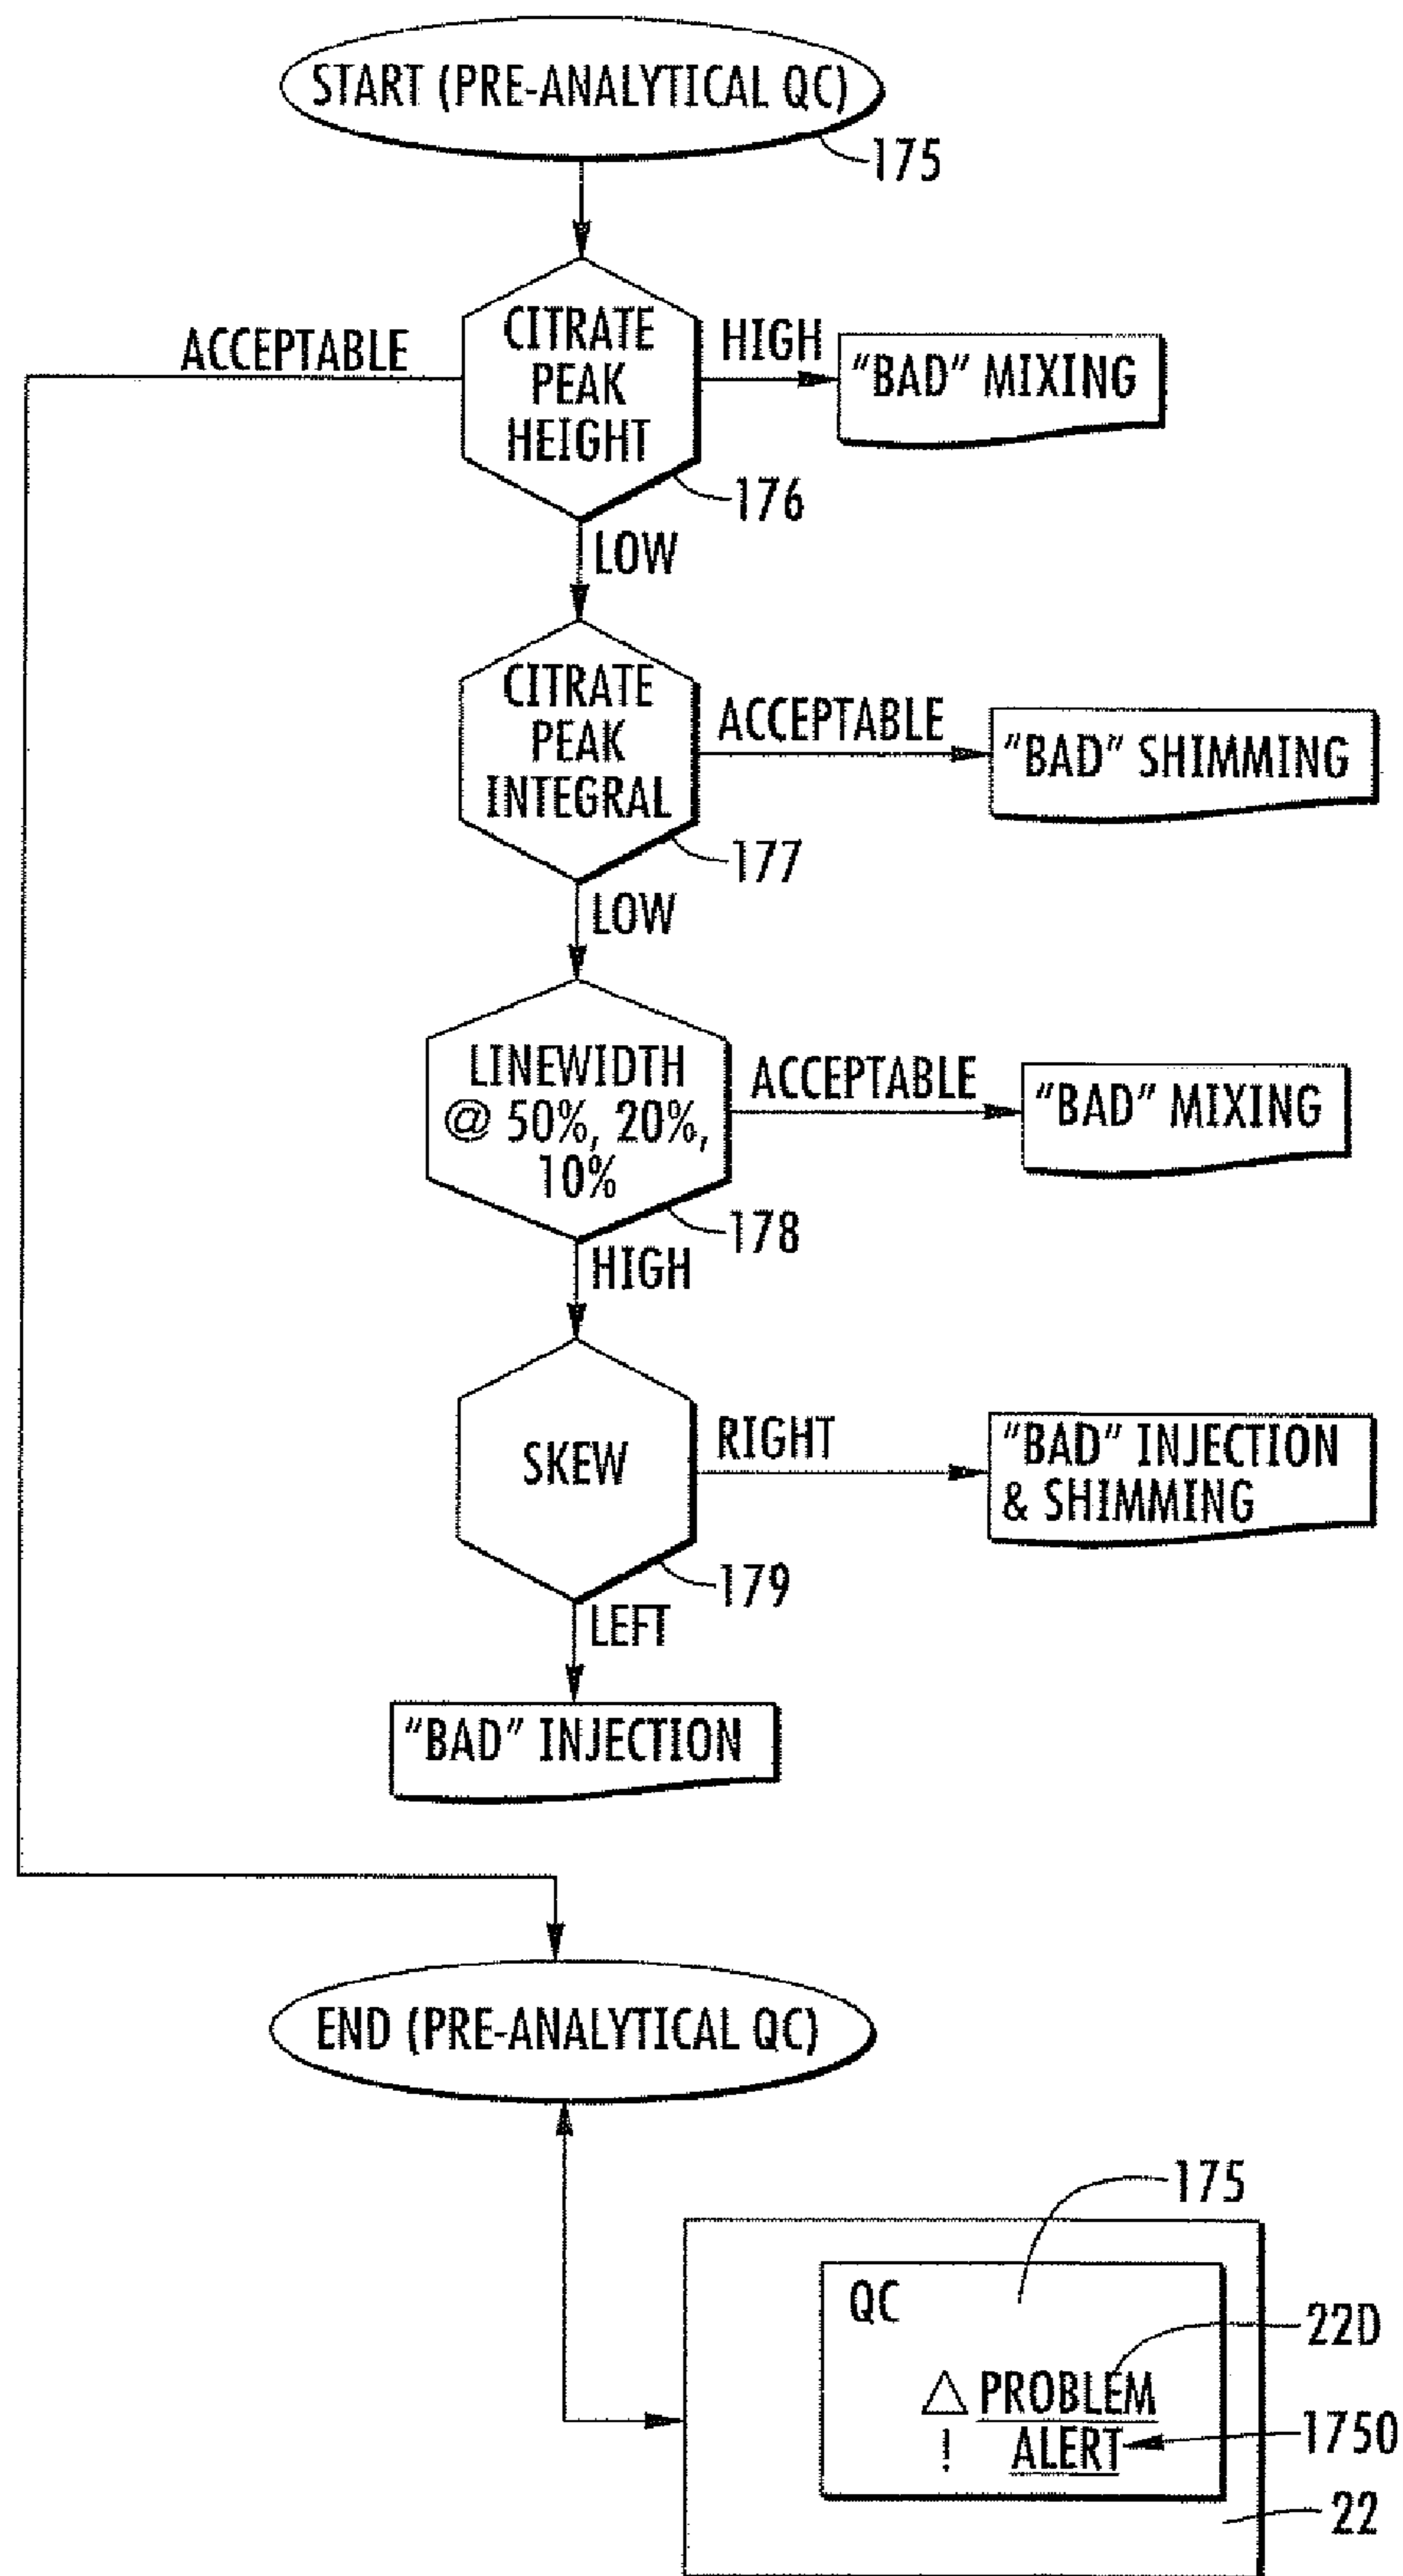 START (PRE-ANALYTICAL QC)
175
CITRATE
PEAK
HEIGHT
ACCEPTABLE
HIGH
"BAD" MIXING
176
LOW
CITRATE
PEAK
INTEGRAL
ACCEPTABLE
"BAD" SHIMMING
177
LOW
LINEWIDTH
@ 50%, 20%,
10%
ACCEPTABLE
"BAD" MIXING
178
HIGH
SKEW
RIGHT
"BAD" INJECTION
& SHIMMING
179
LEFT
"BAD" INJECTION
END (PRE-ANALYTICAL QC)
175
QC
22D
PROBLEM
! ALERT
1750
22